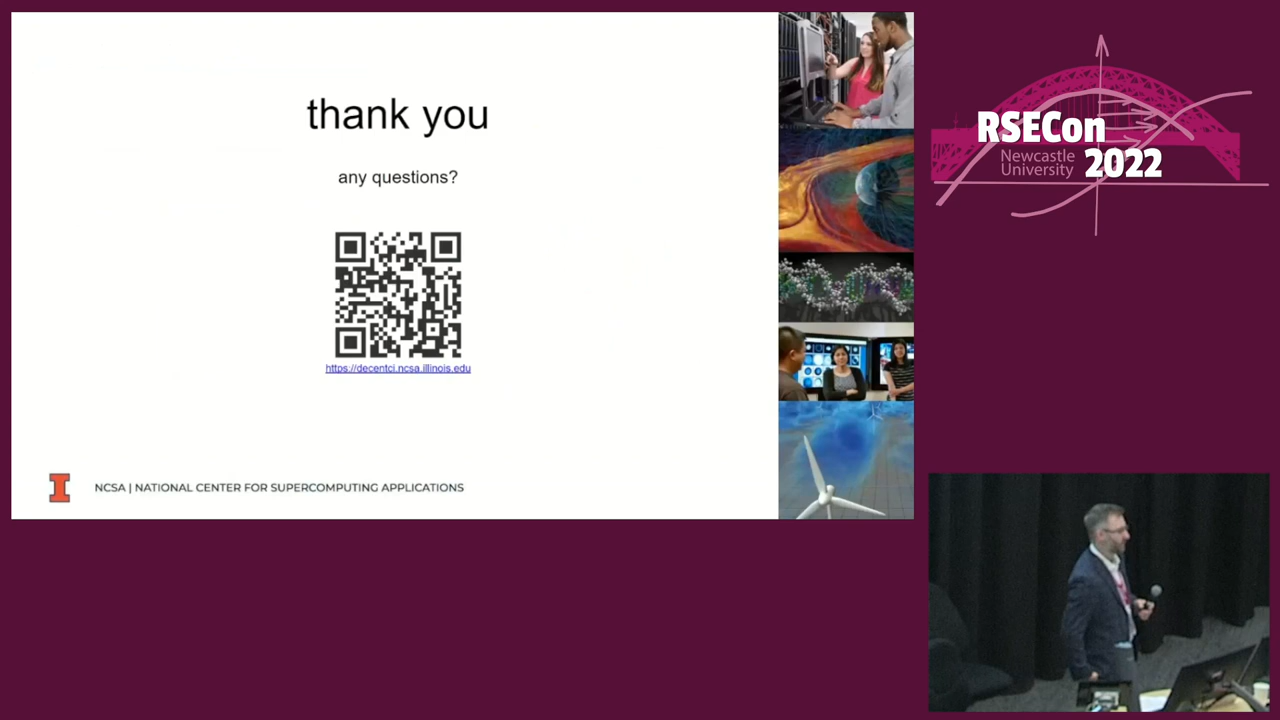 thank you
any questions?
https://decentci.ncsa.illinois.edu
I
NCSA | NATIONAL CENTER FOR SUPERCOMPUTING APPLICATIONS
RSECon
Newcastle
University
2022